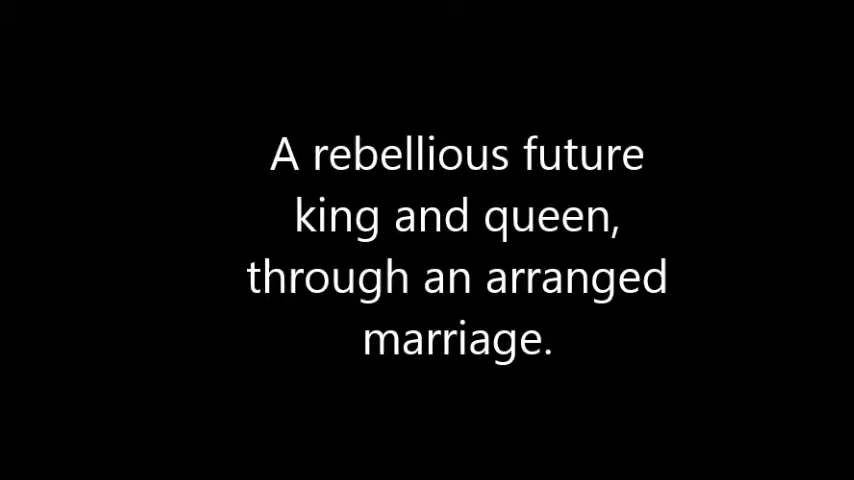 A rebellious future
king and queen,
through an arranged
marriage.